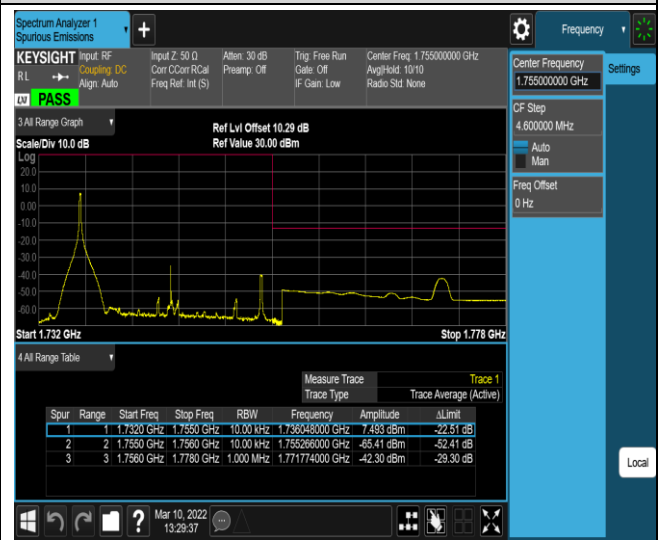 Spectrum Analyzer 1
Spurious Emissions
+
Frequency
KEYSIGHT Input: RF Input Z: 50 Ω Atten: 30 dB Trig: Free Run Center Freq: 1.755000000 GHz
RL Coupling: DC Corr CCorr RCal Preamp: Off Gate: Off Avg|Hold: 10/10
Align: Auto Freq Ref: Int (S) IF Gain: Low Radio Std: None
LXI PASS
Center Frequency
1.755000000 GHz
Settings
CF Step
4.600000 MHz
Auto
Man
Freq Offset
0 Hz
Local
3 All Range Graph
Ref Lvl Offset 10.29 dB
Scale/Div 10.0 dB Ref Value 30.00 dBm
Log
20.0
10.0
0.00
-10.0
-20.0
-30.0
-40.0
-50.0
-60.0
Start 1.732 GHz Stop 1.778 GHz
4 All Range Table
Measure Trace Trace 1
Trace Type Trace Average (Active)
Spur Range Start Freq Stop Freq RBW Frequency Amplitude ΔLimit
1 1 1.7320 GHz 1.7550 GHz 10.00 kHz 1.736048000 GHz 7.493 dBm -22.51 dB
2 2 1.7550 GHz 1.7560 GHz 10.00 kHz 1.755266000 GHz -65.41 dBm -52.41 dB
3 3 1.7560 GHz 1.7780 GHz 1.000 MHz 1.771774000 GHz -42.30 dBm -29.30 dB
? Mar 10, 2022
13:29:37